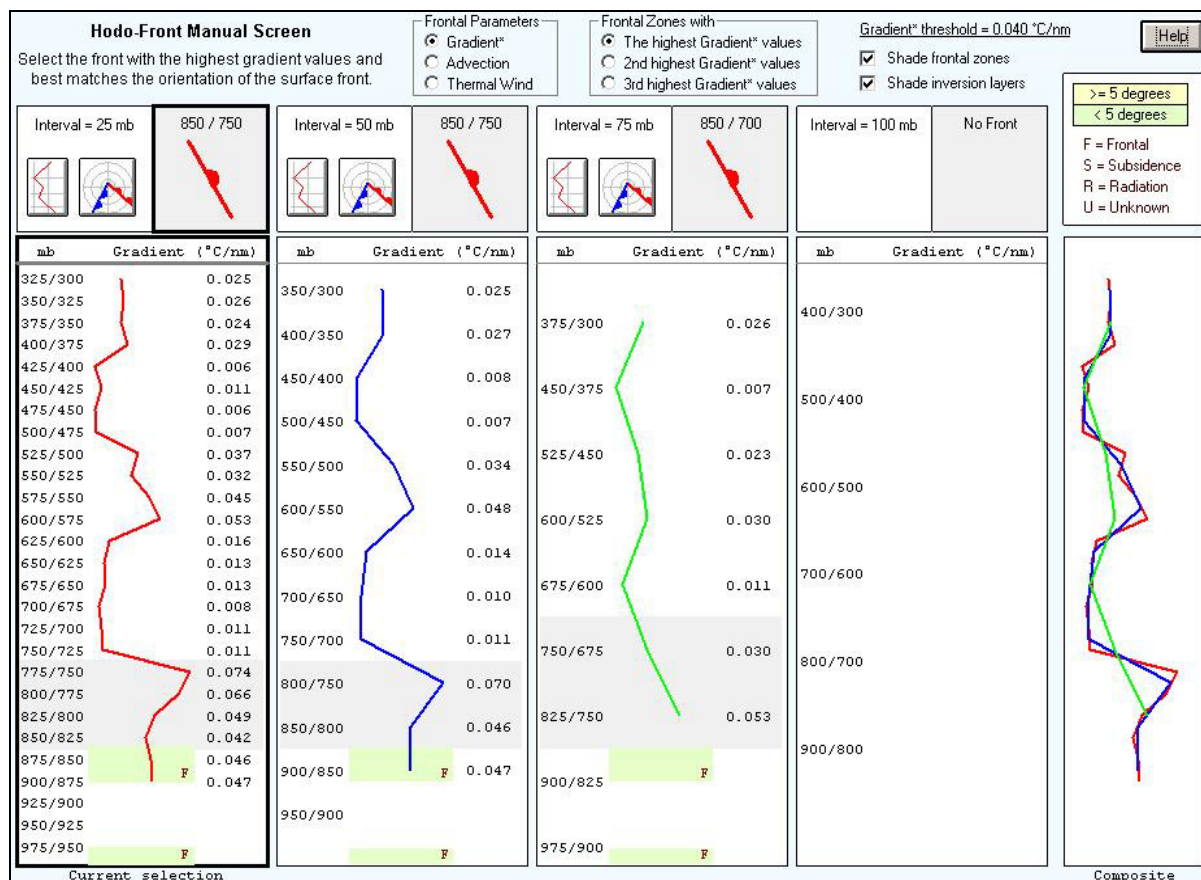 Hodo-Front Manual Screen
Select the front with the highest gradient values and
best matches the orientation of the surface front.
Frontal Parameters
Gradient*
Advection
Thermal Wind
Frontal Zones with
The highest Gradient* values
2nd highest Gradient* values
3rd highest Gradient* values
Gradient* threshold = 0.040 °C/nm
Shade frontal zones
Shade inversion layers
Help
>= 5 degrees
< 5 degrees
F = Frontal
S = Subsidence
R = Radiation
U = Unknown
Interval = 25 mb
850 / 750
Interval = 50 mb
850 / 750
Interval = 75 mb
850 / 700
Interval = 100 mb
No Front
mb Gradient (°C/nm)
325/300 0.025
350/325 0.026
375/350 0.024
400/375 0.029
425/400 0.006
450/425 0.011
475/450 0.006
500/475 0.007
525/500 0.037
550/525 0.032
575/550 0.045
600/575 0.053
625/600 0.016
650/625 0.013
675/650 0.013
700/675 0.008
725/700 0.011
750/725 0.011
775/750 0.074
800/775 0.066
825/800 0.049
850/825 0.042
875/850 0.046
F
900/875 0.047
925/900
950/925
975/950
F
Current selection
mb Gradient (°C/nm)
350/300 0.025
400/350 0.027
450/400 0.008
500/450 0.007
550/500 0.034
600/550 0.048
650/600 0.014
700/650 0.010
750/700 0.011
800/750 0.070
850/800 0.046
900/850 F 0.047
950/900
mb Gradient (°C/nm)
375/300 0.026
450/375 0.007
525/450 0.023
600/525 0.030
675/600 0.011
750/675 0.030
825/750 0.053
F
900/825
975/900
F
mb Gradient (°C/nm)
400/300
500/400
600/500
700/600
800/700
900/800
Composite